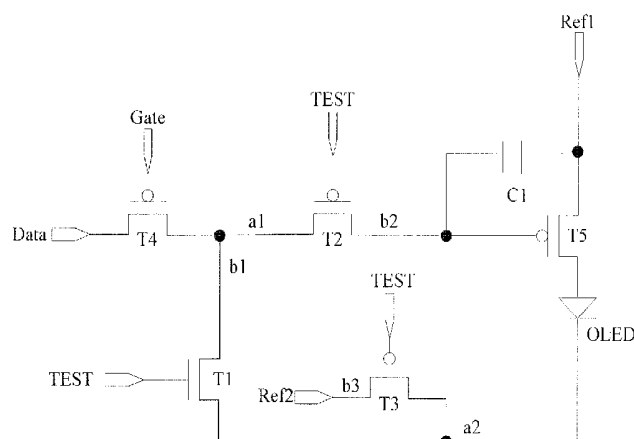 Ref1
TEST
Gate
C1
a1
b2
Data
T4
T2
T5
b1
TEST
OLED
TEST
T1
b3
Ref2
T3
a2